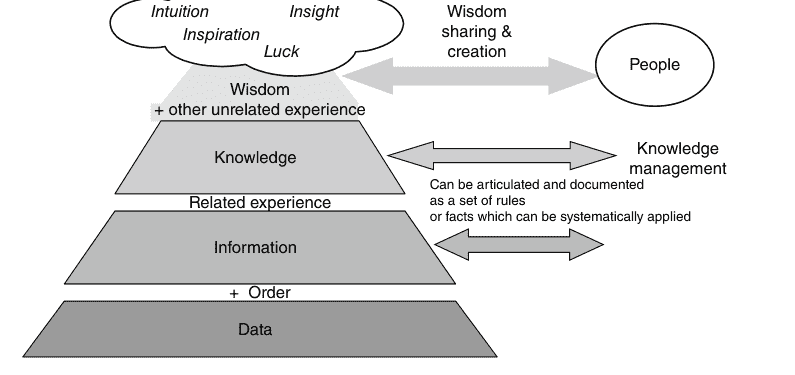 Intuition Insight
Inspiration
Luck
Wisdom
sharing &
creation
People
Wisdom
+ other unrelated experience
Knowledge
Knowledge
management
Can be articulated and documented
as a set of rules
or facts which can be systematically applied
Related experience
Information
+ Order
Data